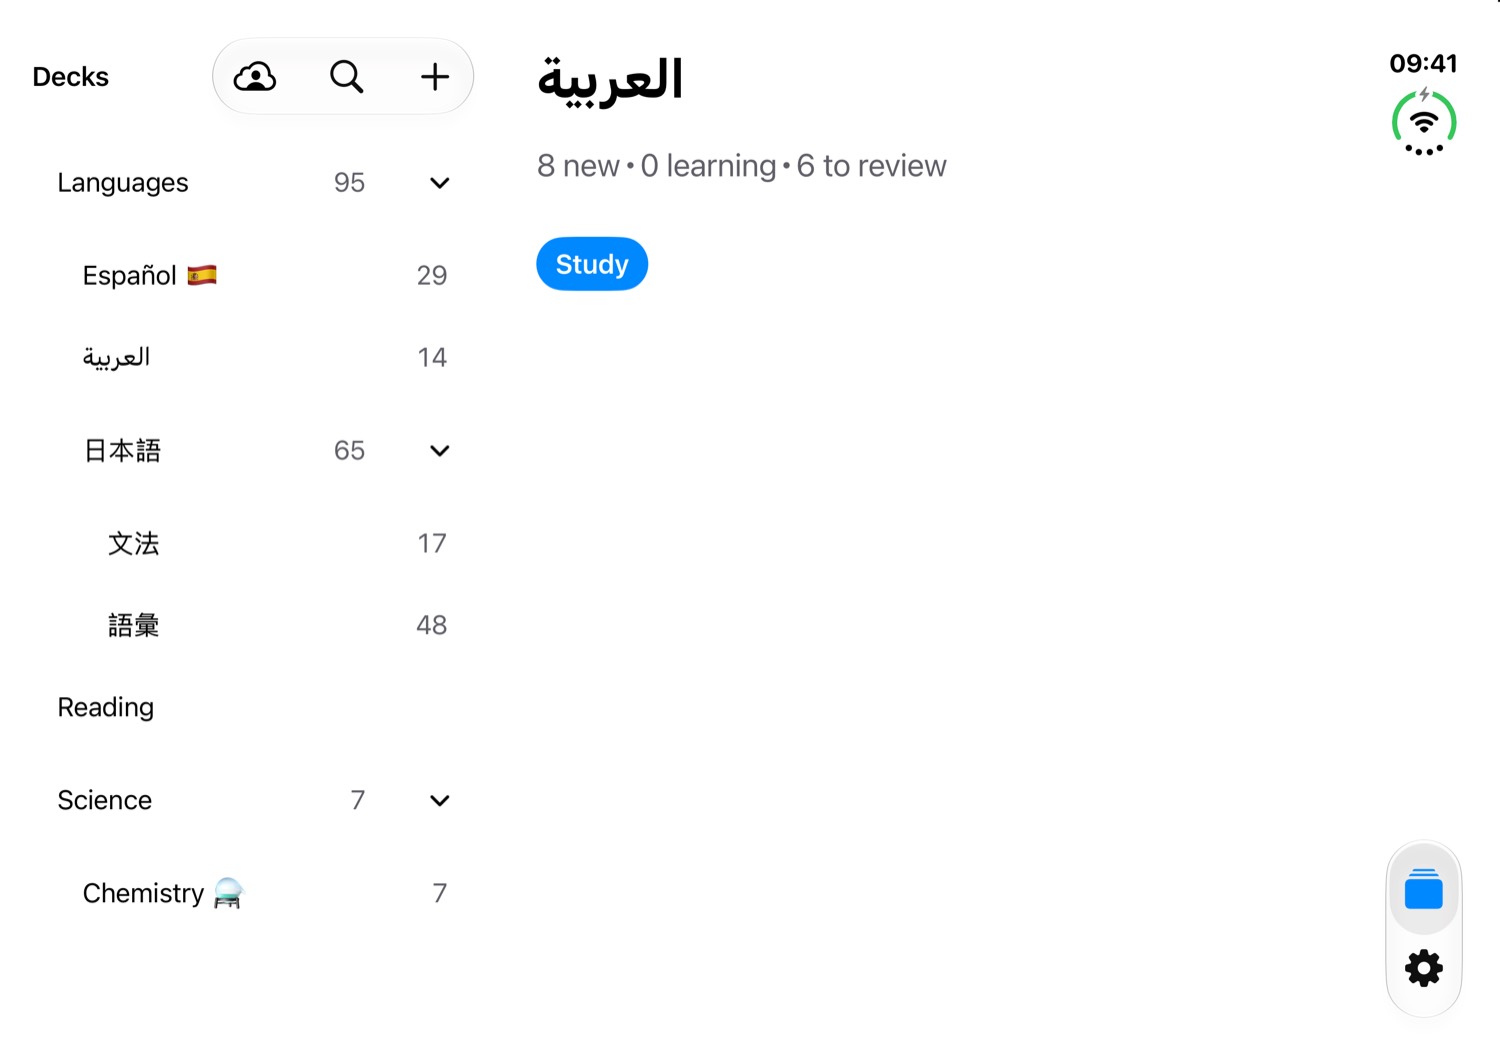 Decks
Languages 95
Español 🇪🇸 29
العربية 14
日本語 65
文法 17
語彙 48
Reading
Science 7
Chemistry 7
العربية
8 new • 0 learning • 6 to review
Study
09:41